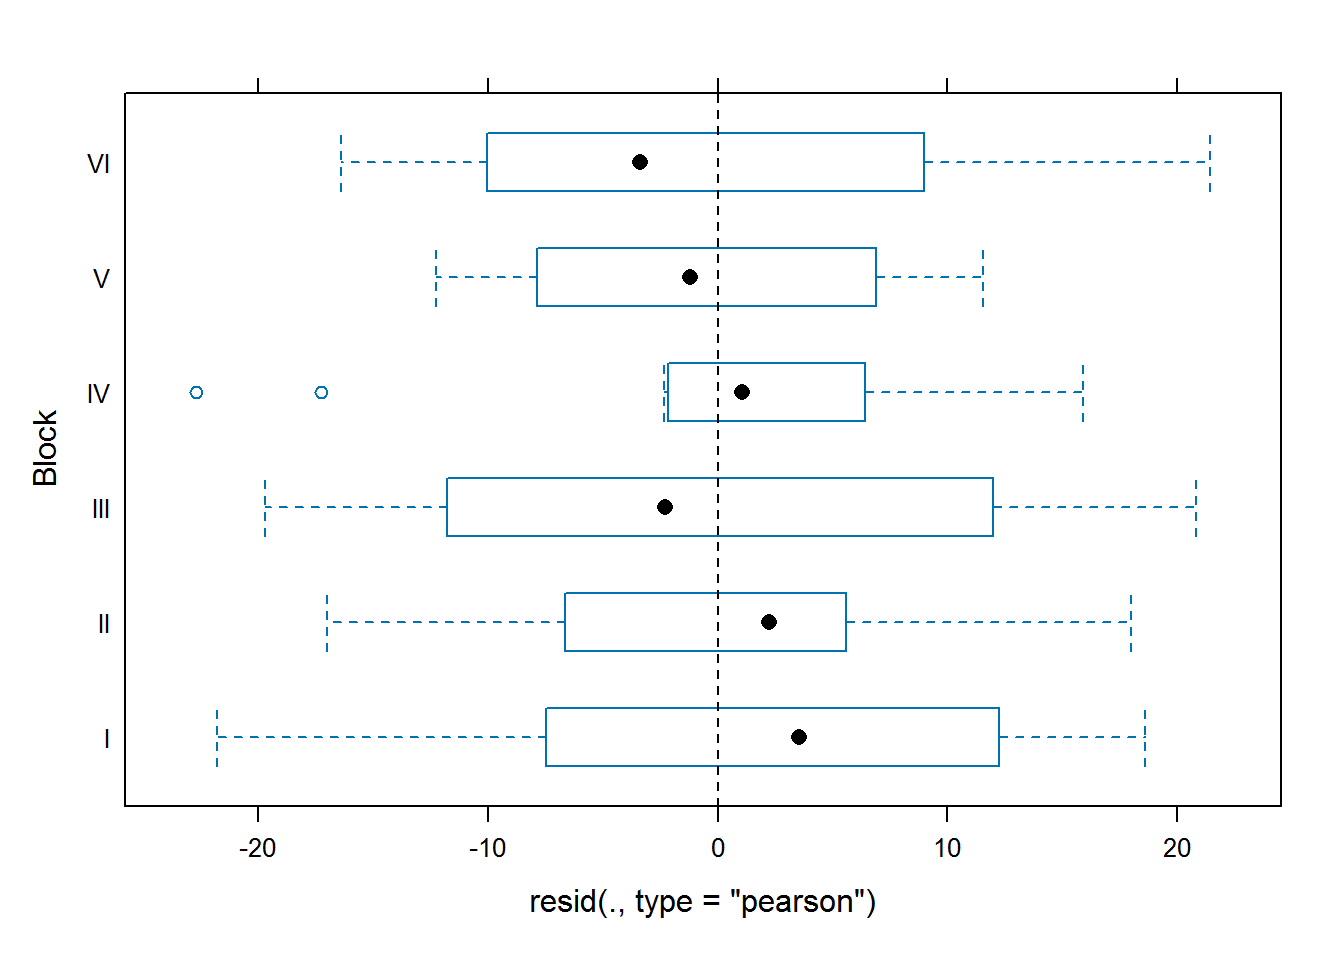 VI
V
IV
III
II
I
Block
-20 -10 0 10 20
resid(., type = "pearson")